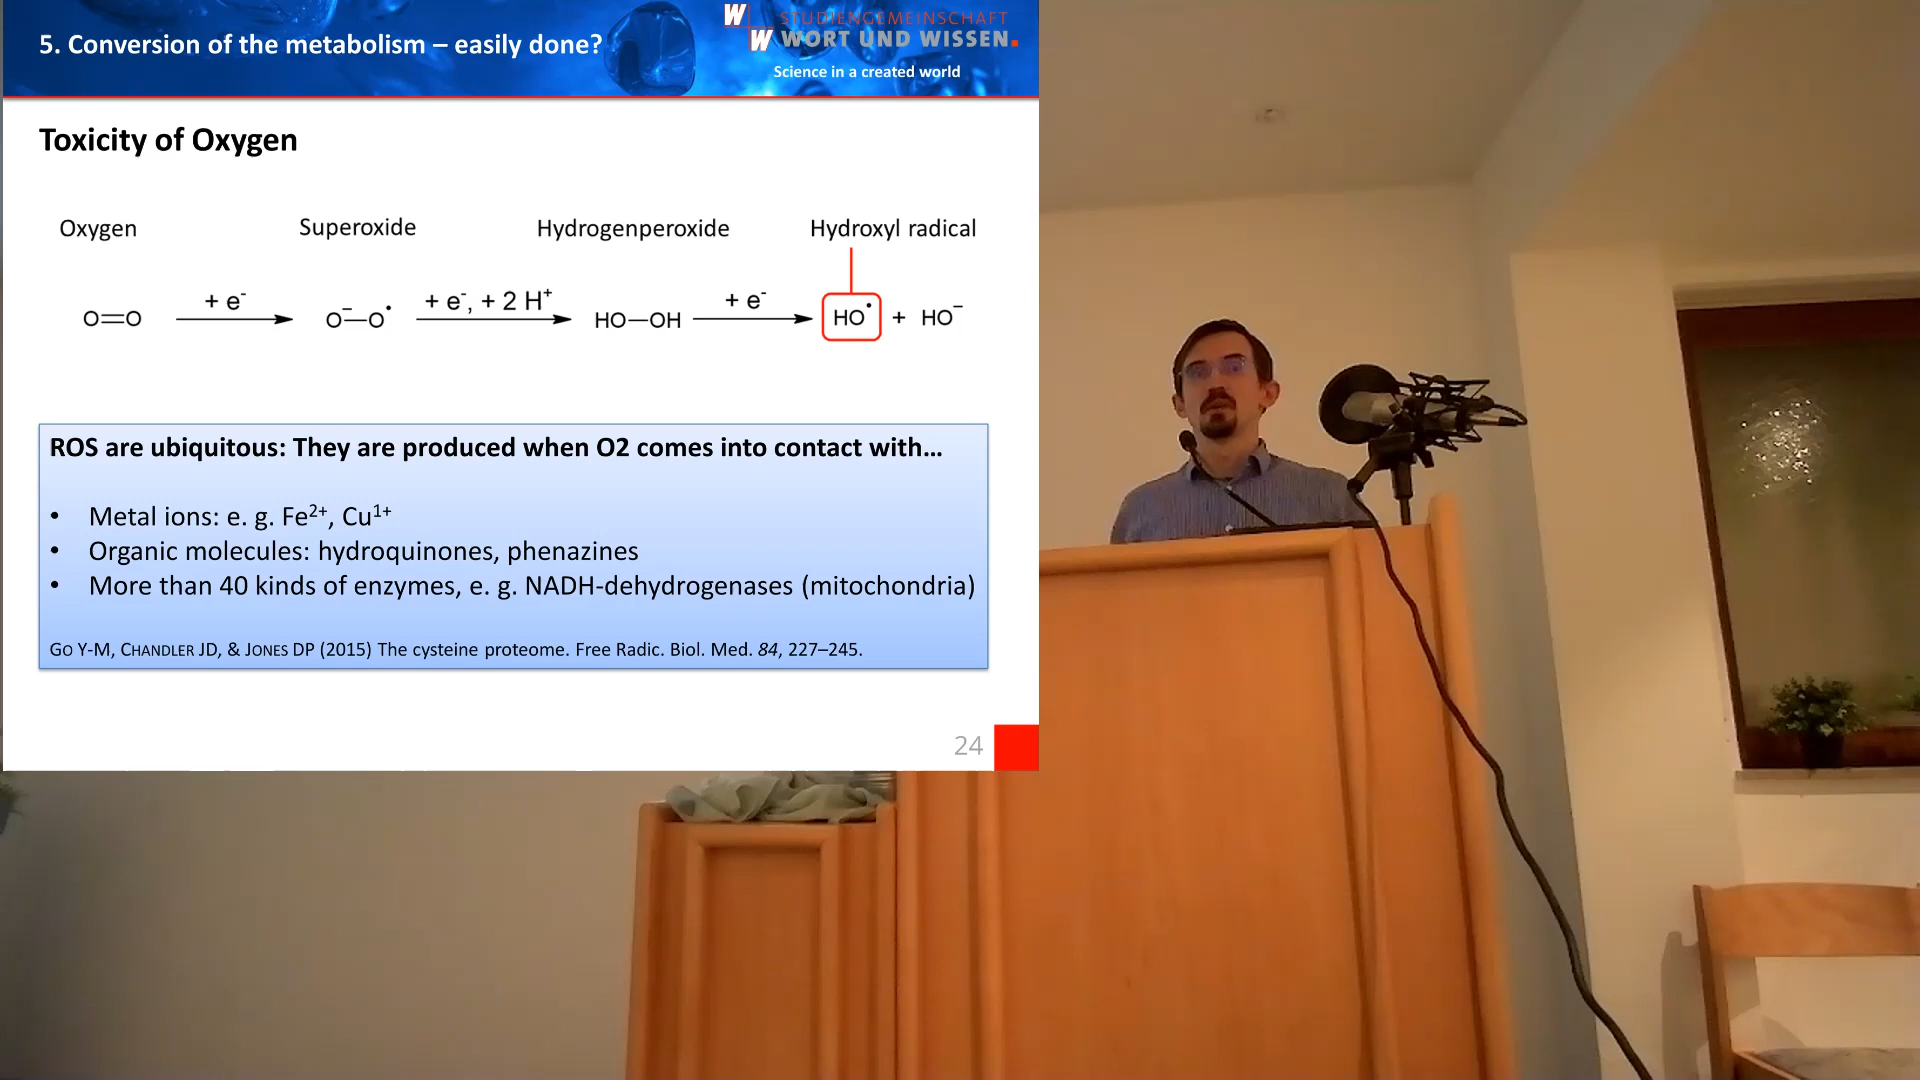 5. Conversion of the metabolism – easily done?
W STUDIENGEMEINSCHAFT
W WORT UND WISSEN.
Science in a created world
Toxicity of Oxygen
Oxygen Superoxide Hydrogenperoxide Hydroxyl radical
+ e⁻ + e⁻, + 2 H⁺ + e⁻
O=O O⁻–O• HO–OH HO• + HO⁻
ROS are ubiquitous: They are produced when O2 comes into contact with...
• Metal ions: e. g. Fe²⁺, Cu¹⁺
• Organic molecules: hydroquinones, phenazines
• More than 40 kinds of enzymes, e. g. NADH-dehydrogenases (mitochondria)
GO Y-M, CHANDLER JD, & JONES DP (2015) The cysteine proteome. Free Radic. Biol. Med. 84, 227–245.
24